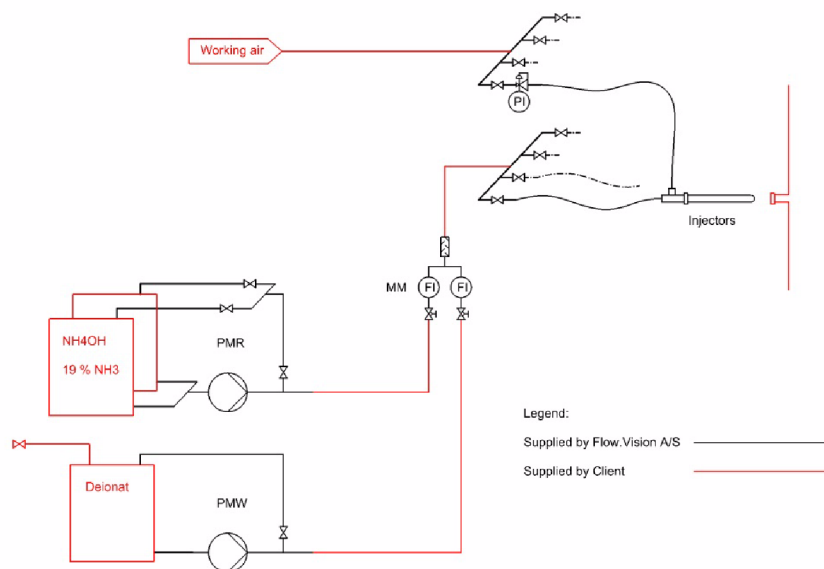 Working air
PI
Injectors
MM
FI
FI
NH4OH
19 % NH3
PMR
Legend:
Supplied by Flow.Vision A/S
Supplied by Client
Deionat
PMW